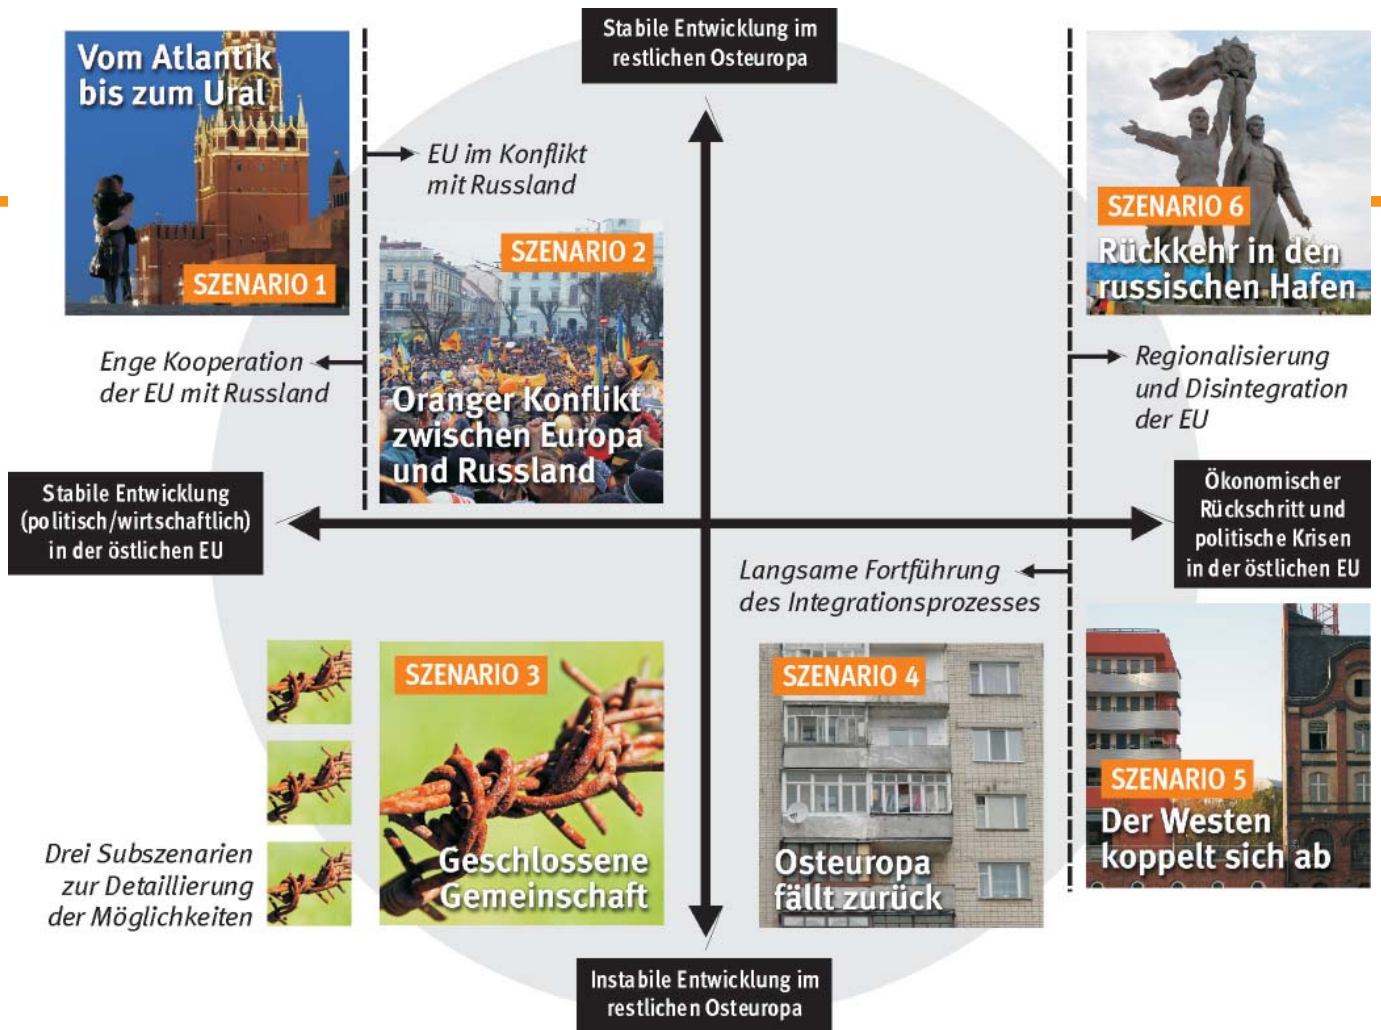 Stabile Entwicklung im
restlichen Osteuropa
Vom Atlantik
bis zum Ural
SZENARIO 1
EU im Konflikt
mit Russland
SZENARIO 2
Oranger Konflikt
zwischen Europa
und Russland
SZENARIO 6
Rückkehr in den
russischen Hafen
Enge Kooperation
der EU mit Russland
Regionalisierung
und Disintegration
der EU
Stabile Entwicklung
(politisch/wirtschaftlich)
in der östlichen EU
Ökonomischer
Rückschritt und
politische Krisen
in der östlichen EU
Langsame Fortführung
des Integrationsprozesses
SZENARIO 3
Geschlossene
Gemeinschaft
SZENARIO 4
Osteuropa
fällt zurück
SZENARIO 5
Der Westen
koppelt sich ab
Drei Subszenarien
zur Detaillierung
der Möglichkeiten
Instabile Entwicklung im
restlichen Osteuropa